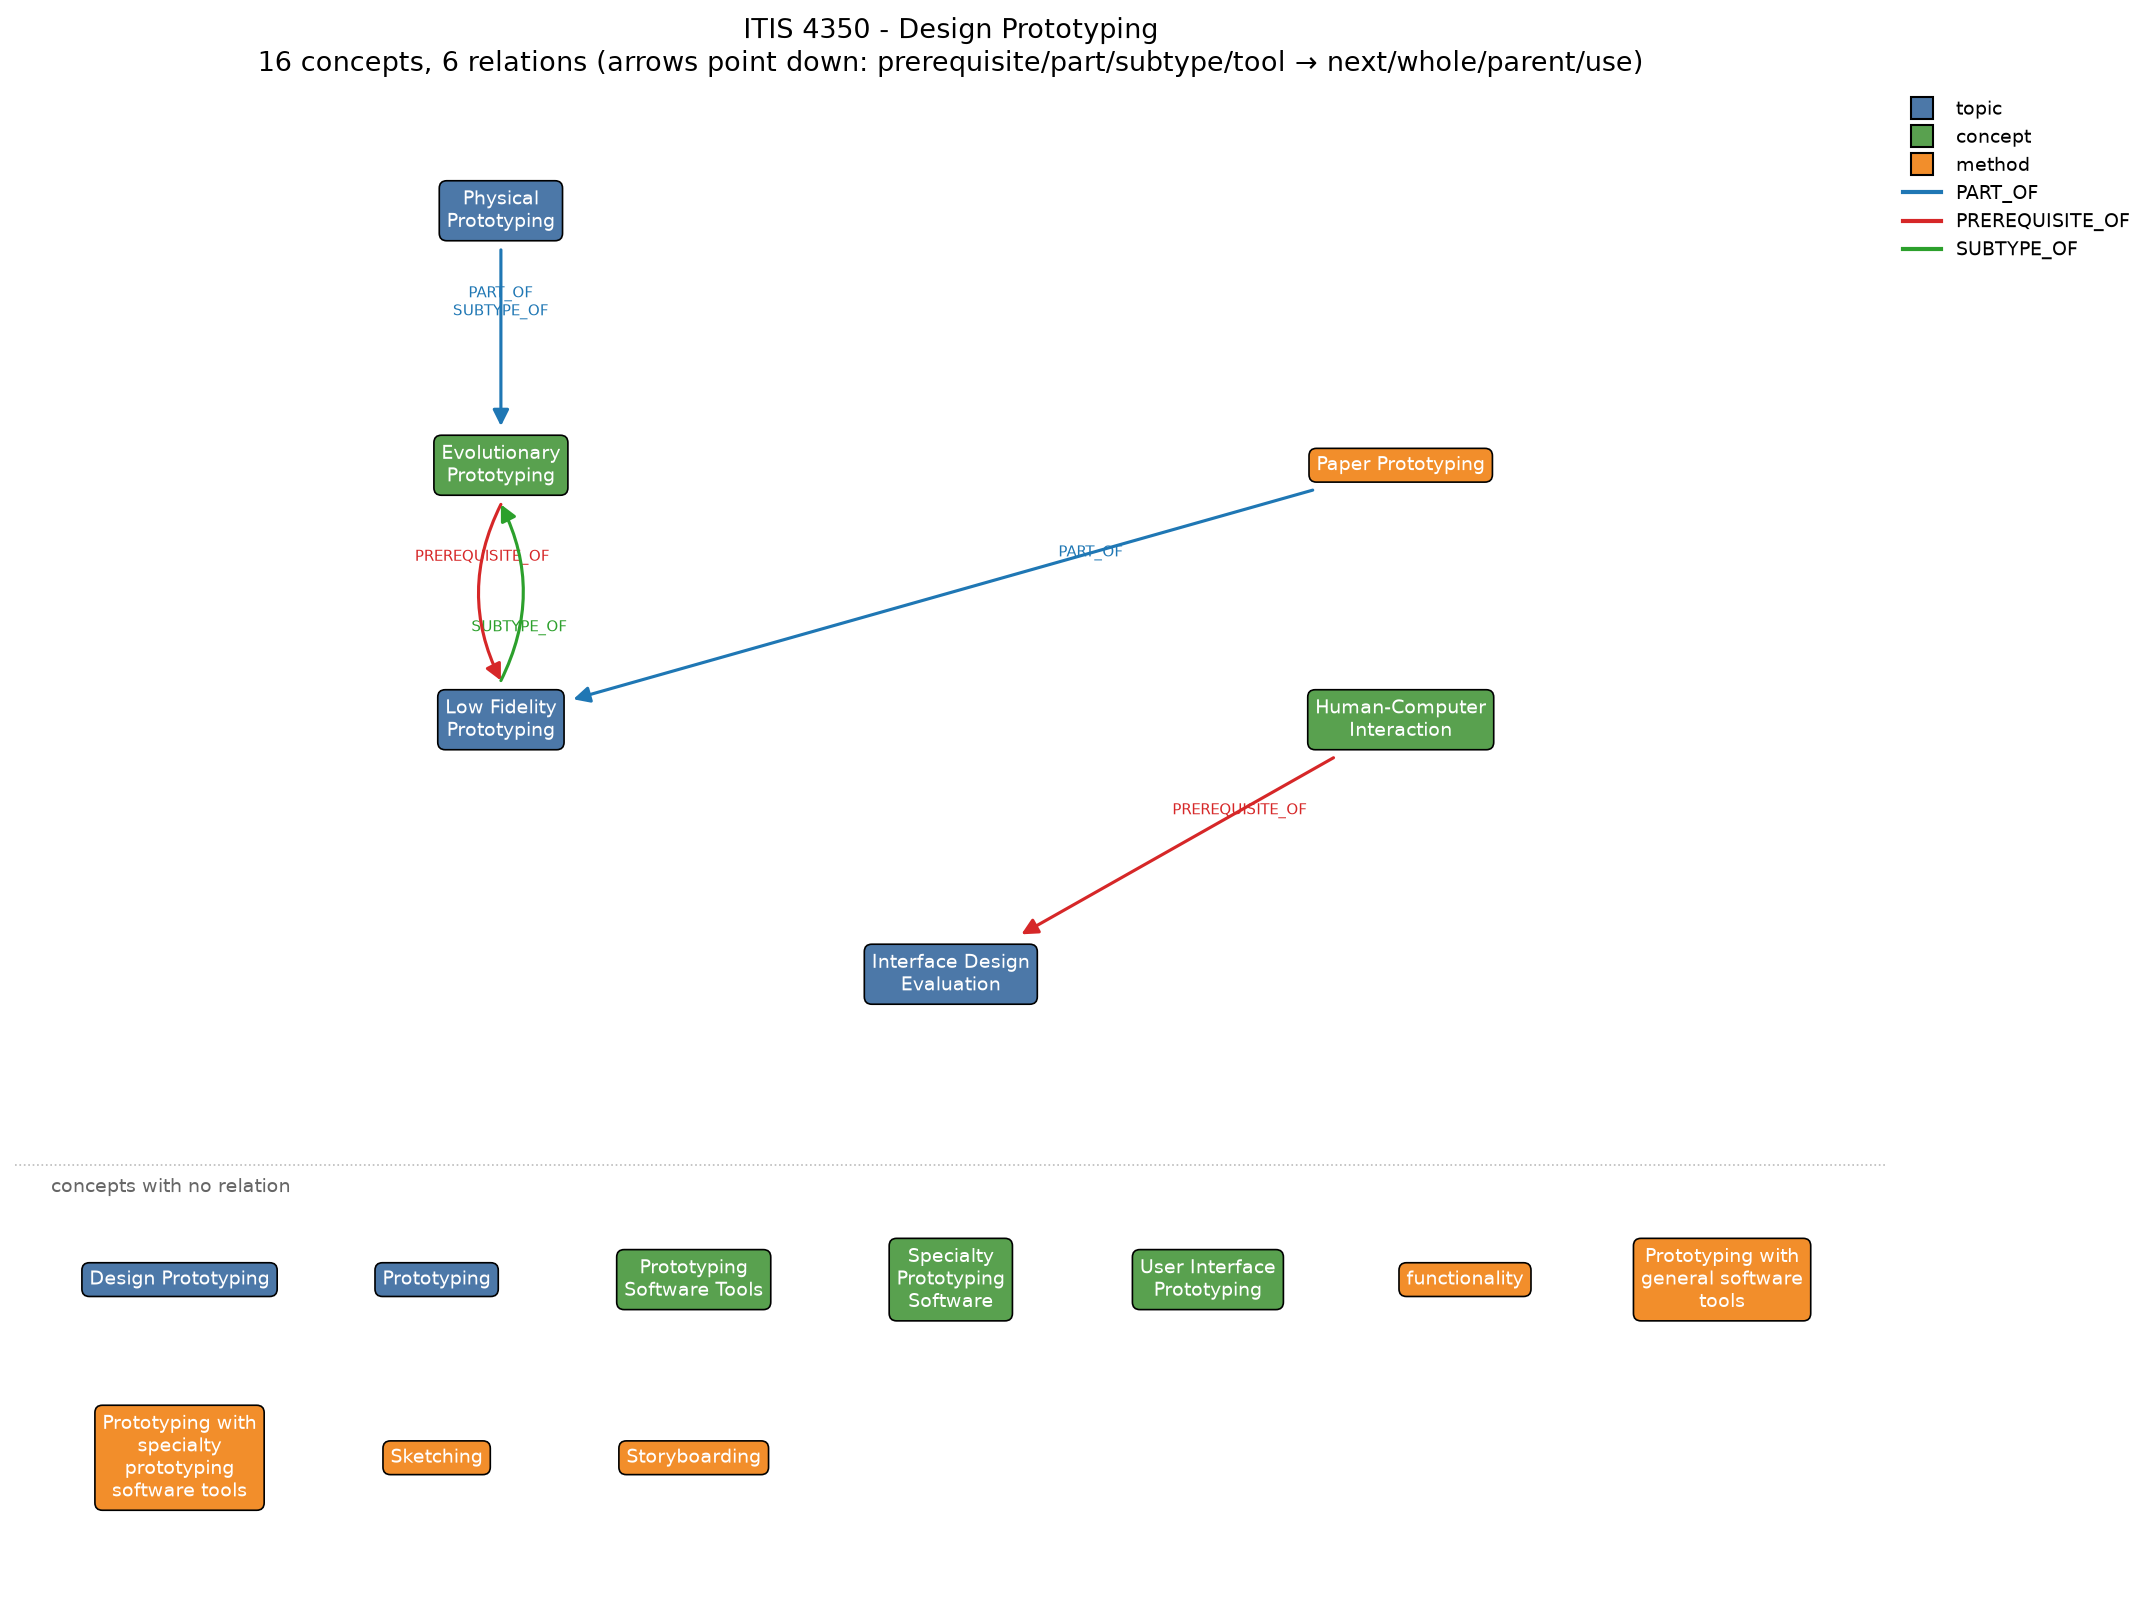 ITIS 4350 - Design Prototyping
16 concepts, 6 relations (arrows point down: prerequisite/part/subtype/tool → next/whole/parent/use)
topic
concept
method
PART_OF
PREREQUISITE_OF
SUBTYPE_OF
Physical
Prototyping
PART_OF
SUBTYPE_OF
Evolutionary
Prototyping
Paper Prototyping
PREREQUISITE_OF
PART_OF
SUBTYPE_OF
Low Fidelity
Prototyping
Human-Computer
Interaction
PREREQUISITE_OF
Interface Design
Evaluation
concepts with no relation
Design Prototyping
Prototyping
Prototyping
Software Tools
Specialty
Prototyping
Software
User Interface
Prototyping
functionality
Prototyping with
general software
tools
Prototyping with
specialty
prototyping
software tools
Sketching
Storyboarding